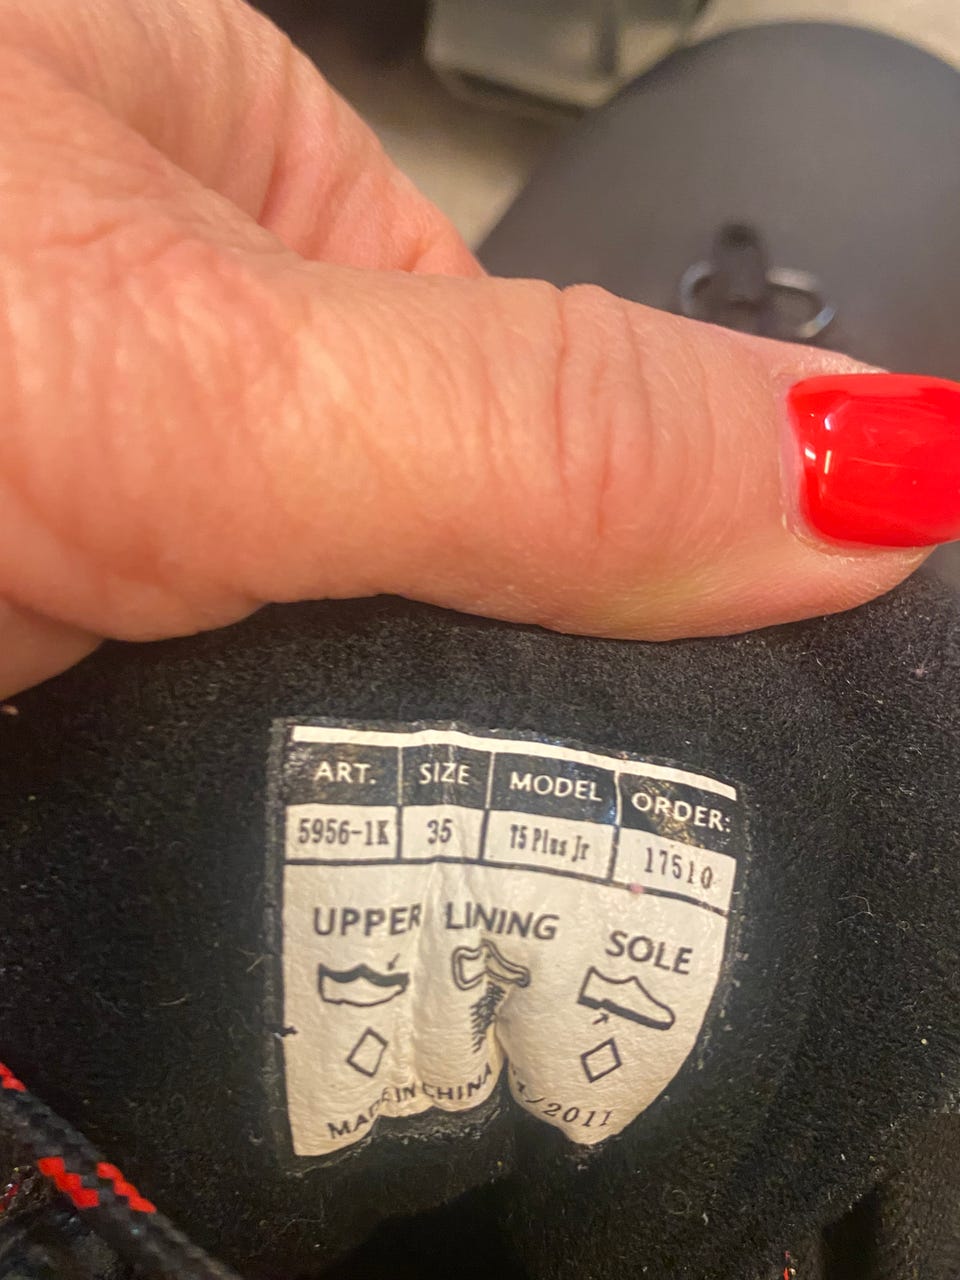 ART. SIZE MODEL ORDER:
5956-1K 35 T5 Plus Jr 17510
UPPER LINING SOLE
MADE IN CHINA /2011